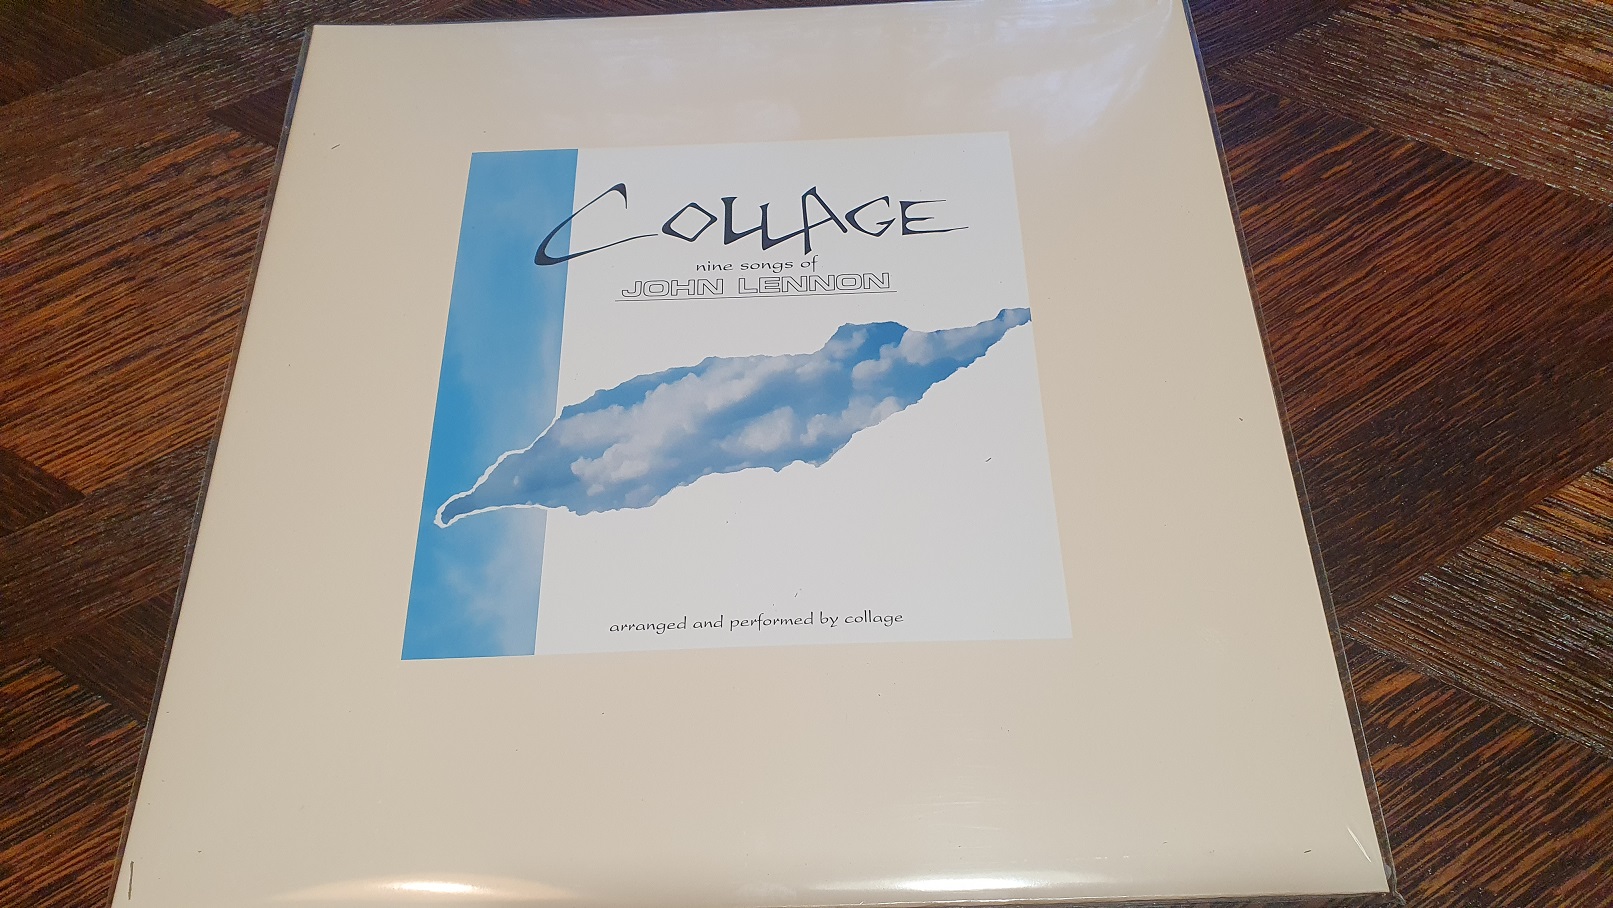 COLLAGE
nine songs of
JOHN LENNON
arranged and performed by collage